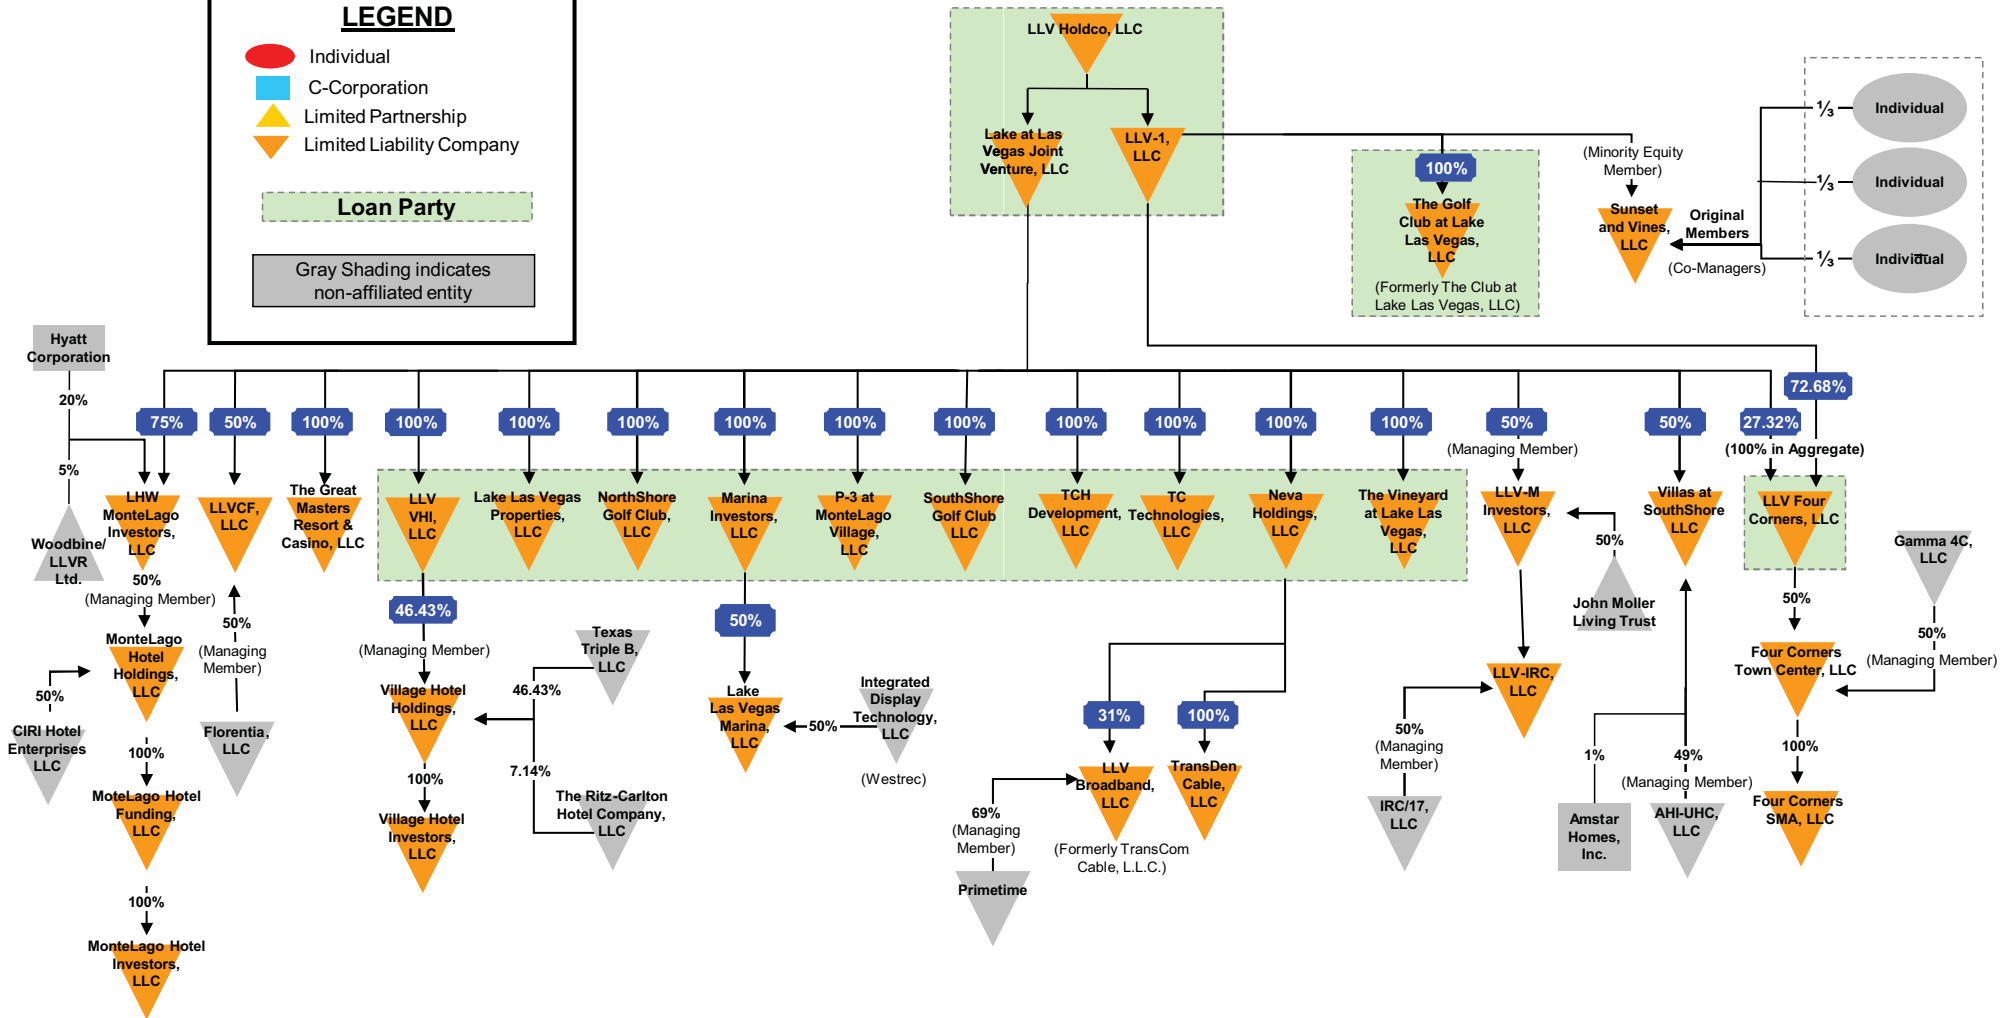 LEGEND
Individual
C-Corporation
Limited Partnership
Limited Liability Company
Loan Party
Gray Shading indicates
non-affiliated entity
LLV Holdco, LLC
Lake at Las
Vegas Joint
Venture, LLC
LLV-1,
LLC
100%
The Golf
Club at Lake
Las Vegas,
LLC
(Formerly The Club at
Lake Las Vegas, LLC)
(Minority Equity
Member)
Sunset
and Vines,
LLC
Original
Members
(Co-Managers)
⅓
Individual
⅓
Individual
⅓
Individual
Hyatt
Corporation
20%
5%
Woodbine/
LLVR
Ltd.
75%
50%
100%
100%
100%
100%
100%
100%
100%
100%
100%
100%
100%
50%
(Managing Member)
50%
27.32%
72.68%
(100% in Aggregate)
LHW
MonteLago
Investors,
LLC
LLVCF,
LLC
The Great
Masters
Resort &
Casino, LLC
LLV
VHI,
LLC
Lake Las Vegas
Properties,
LLC
NorthShore
Golf Club,
LLC
Marina
Investors,
LLC
P-3 at
MonteLago
Village,
LLC
SouthShore
Golf Club
LLC
TCH
Development,
LLC
TC
Technologies,
LLC
Neva
Holdings,
LLC
The Vineyard
at Lake Las
Vegas,
LLC
LLV-M
Investors,
LLC
Villas at
SouthShore
LLC
LLV Four
Corners, LLC
Gamma 4C,
LLC
50%
(Managing Member)
MonteLago
Hotel
Holdings,
LLC
50%
CIRI Hotel
Enterprises
LLC
100%
MoteLago Hotel
Funding,
LLC
100%
MonteLago Hotel
Investors,
LLC
50%
(Managing
Member)
Florentia,
LLC
46.43%
(Managing Member)
Village Hotel
Holdings,
LLC
100%
Village Hotel
Investors,
LLC
Texas
Triple B,
LLC
46.43%
7.14%
The Ritz-Carlton
Hotel Company,
LLC
50%
Lake
Las Vegas
Marina,
LLC
50%
Integrated
Display
Technology,
LLC
(Westrec)
31%
100%
LLV
Broadband,
LLC
(Formerly TransCom
Cable, L.L.C.)
TransDen
Cable,
LLC
69%
(Managing
Member)
Primetime
50%
John Moller
Living Trust
LLV-IRC,
LLC
50%
(Managing
Member)
IRC/17,
LLC
1%
Amstar
Homes,
Inc.
49%
(Managing Member)
AHI-UHC,
LLC
50%
Four Corners
Town Center, LLC
50%
(Managing Member)
100%
Four Corners
SMA, LLC